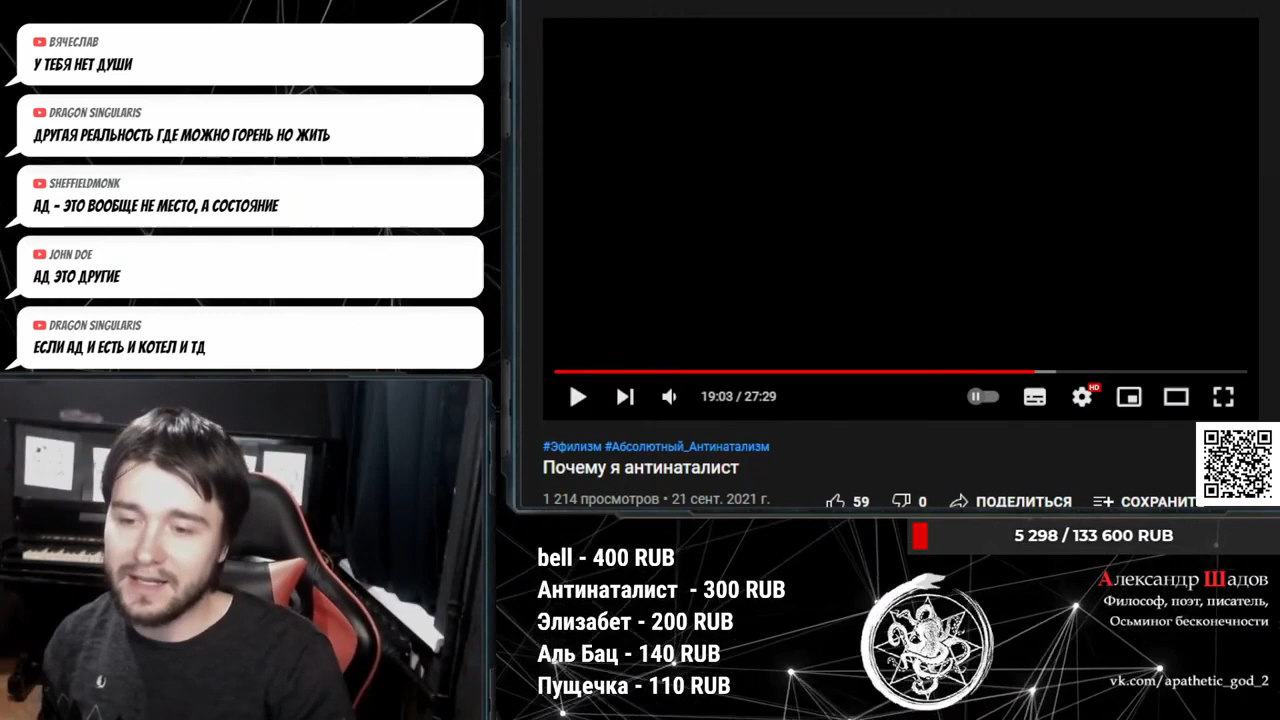 ВЯЧЕСЛАВ
У ТЕБЯ НЕТ ДУШИ
DRAGON SINGULARIS
ДРУГАЯ РЕАЛЬНОСТЬ ГДЕ МОЖНО ГОРЕНЬ НО ЖИТЬ
SHEFFIELDMONK
АД - ЭТО ВООБЩЕ НЕ МЕСТО, А СОСТОЯНИЕ
JOHN DOE
АД ЭТО ДРУГИЕ
DRAGON SINGULARIS
ЕСЛИ АД И ЕСТЬ И КОТЕЛ И ТД
19:03 / 27:29
HD
#Эфилизм #Абсолютный_Антинатализм
Почему я антинаталист
1 214 просмотров • 21 сент. 2021 г.
59
0
ПОДЕЛИТЬСЯ
СОХРАНИТЬ
5 298 / 133 600 RUB
bell - 400 RUB
Антинаталист - 300 RUB
Элизабет - 200 RUB
Аль Бац - 140 RUB
Пущечка - 110 RUB
Александр Шадов
Философ, поэт, писатель,
Осьминог бесконечности
vk.com/apathetic_god_2